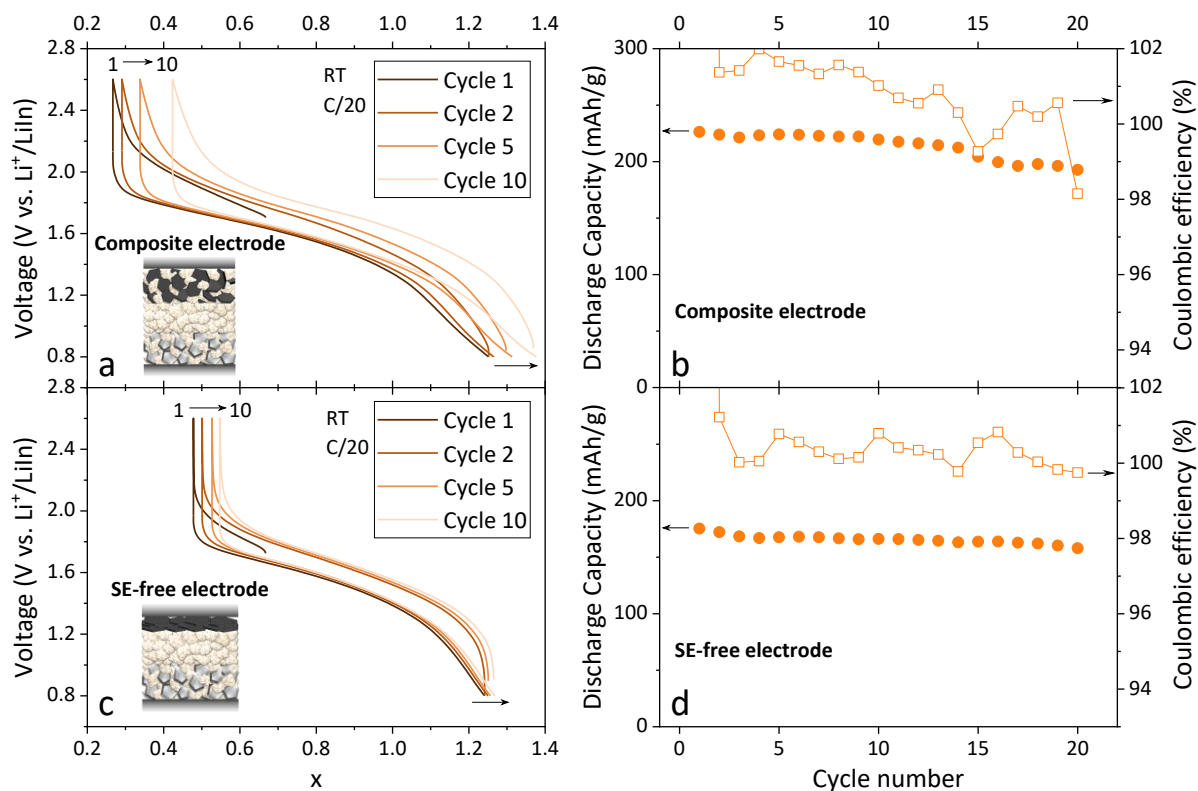 0.2 0.4 0.6 0.8 1.0 1.2 1.4
2.8
2.4
2.0
1.6
1.2
0.8
Voltage (V vs. Li⁺/LiIn)
1 10
RT
C/20
Cycle 1
Cycle 2
Cycle 5
Cycle 10
Composite electrode
a
0 5 10 15 20
300
200
100
0
Discharge Capacity (mAh/g)
102
100
98
96
94
Coulombic efficiency (%)
Composite electrode
b
2.8
2.4
2.0
1.6
1.2
0.8
Voltage (V vs. Li⁺/LiIn)
1 10
RT
C/20
Cycle 1
Cycle 2
Cycle 5
Cycle 10
SE-free electrode
c
0.2 0.4 0.6 0.8 1.0 1.2 1.4
x
200
100
0
Discharge Capacity (mAh/g)
102
100
98
96
94
Coulombic efficiency (%)
SE-free electrode
d
0 5 10 15 20
Cycle number